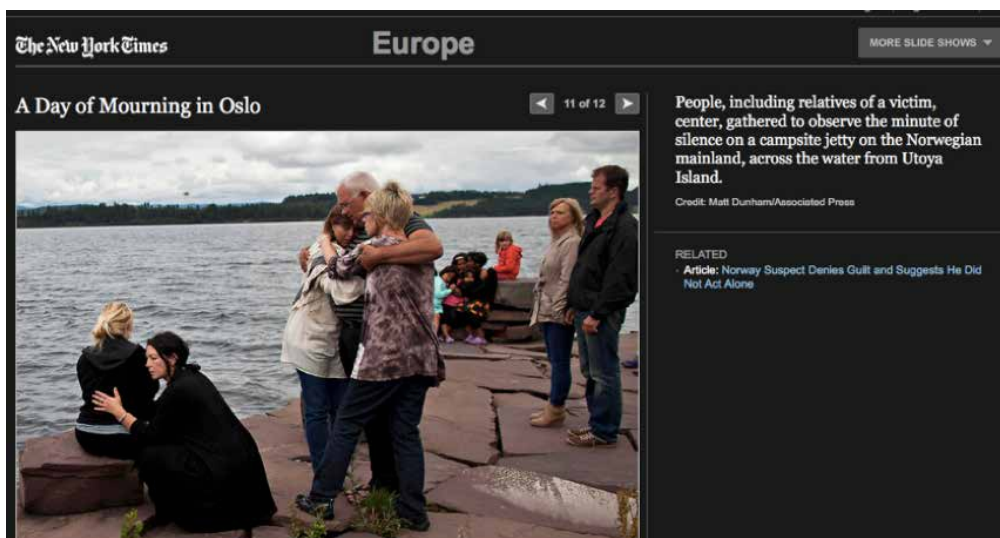 The New York Times
Europe
MORE SLIDE SHOWS
A Day of Mourning in Oslo
11 of 12
People, including relatives of a victim,
center, gathered to observe the minute of
silence on a campsite jetty on the Norwegian
mainland, across the water from Utoya
Island.
Credit: Matt Dunham/Associated Press
RELATED
Article: Norway Suspect Denies Guilt and Suggests He Did
Not Act Alone